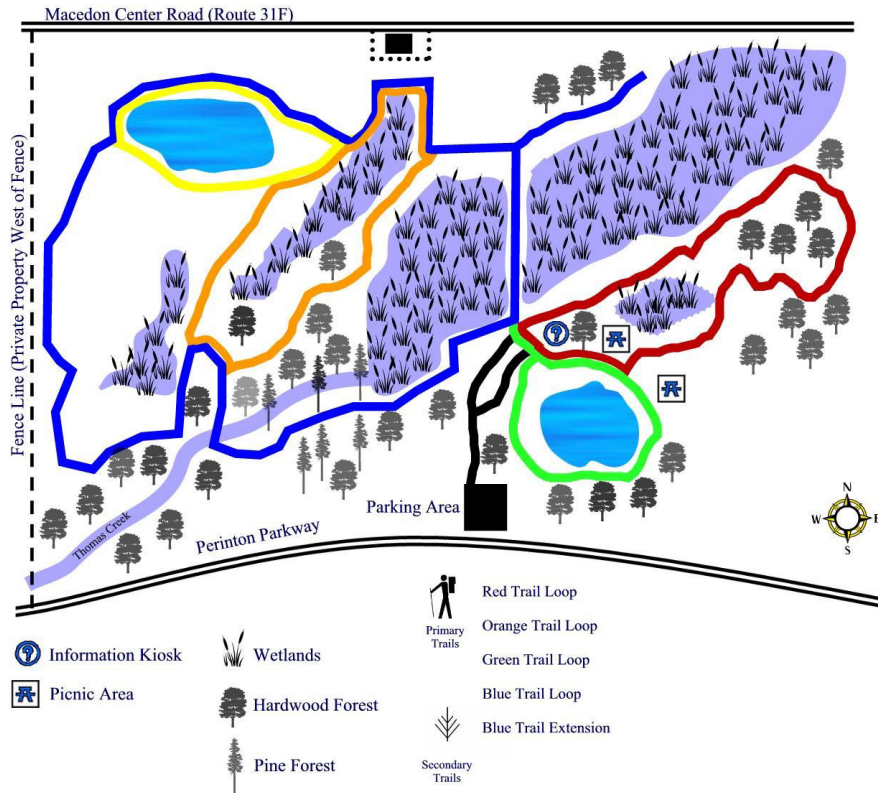 Macedon Center Road (Route 31F)
Fence Line (Private Property West of Fence)
Thomas Creek
Perinton Parkway
Parking Area
N
W E
S
Information Kiosk
Picnic Area
Wetlands
Hardwood Forest
Pine Forest
Primary
Trails
Red Trail Loop
Orange Trail Loop
Green Trail Loop
Blue Trail Loop
Blue Trail Extension
Secondary
Trails